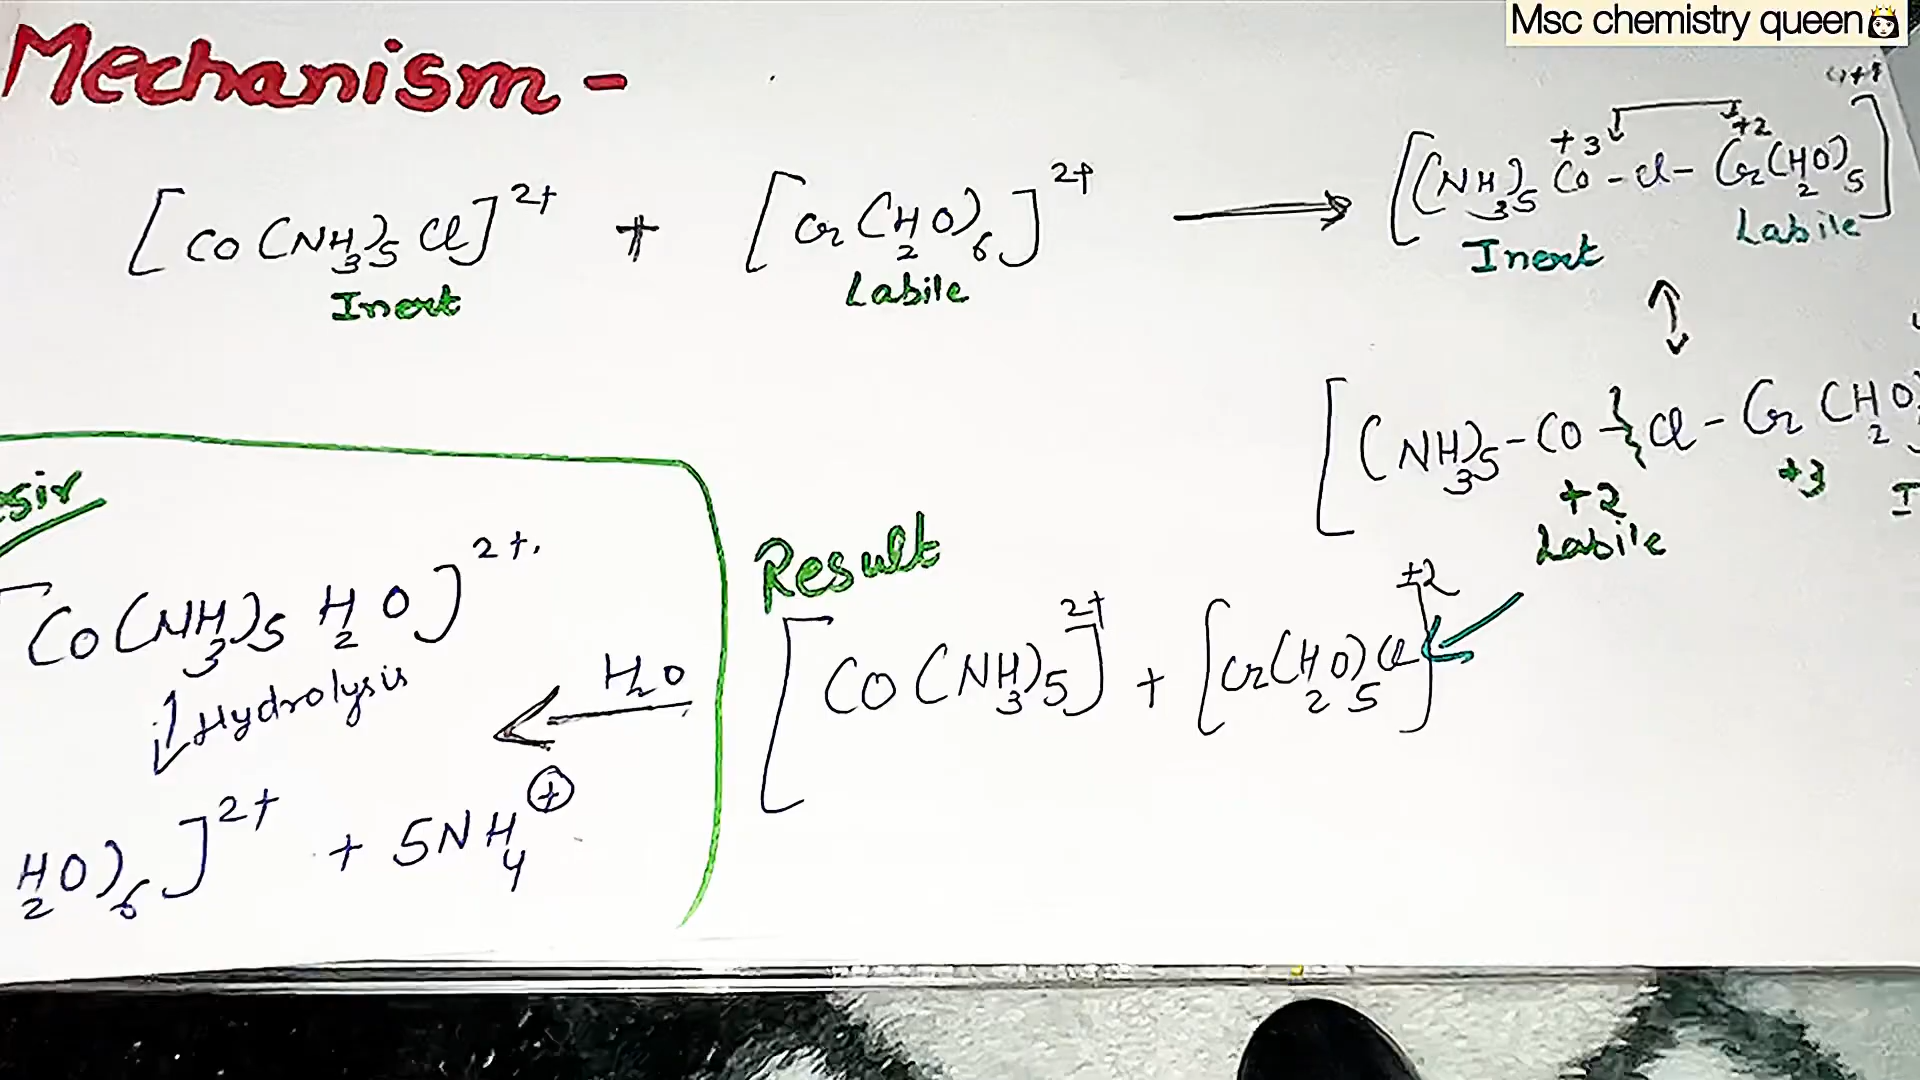 Msc chemistry queen👸🏻
Mechanism -
[Co(NH3)5Cl]2+ + [Cr(H2O)6]2+ → [(NH3)5 Co - Cl - Cr(H2O)5]4+
+3 +2
Inert Labile Inert Labile
[(NH3)5 - Co - Cl - Cr(H2O)
+2 +3 I
Labile
Result
[Co(NH3)5]2+ + [Cr(H2O)5Cl]+2
H2O
[Co(NH3)5 H2O]2+.
Hydrolysis
H2O)6]2+ + 5NH4+